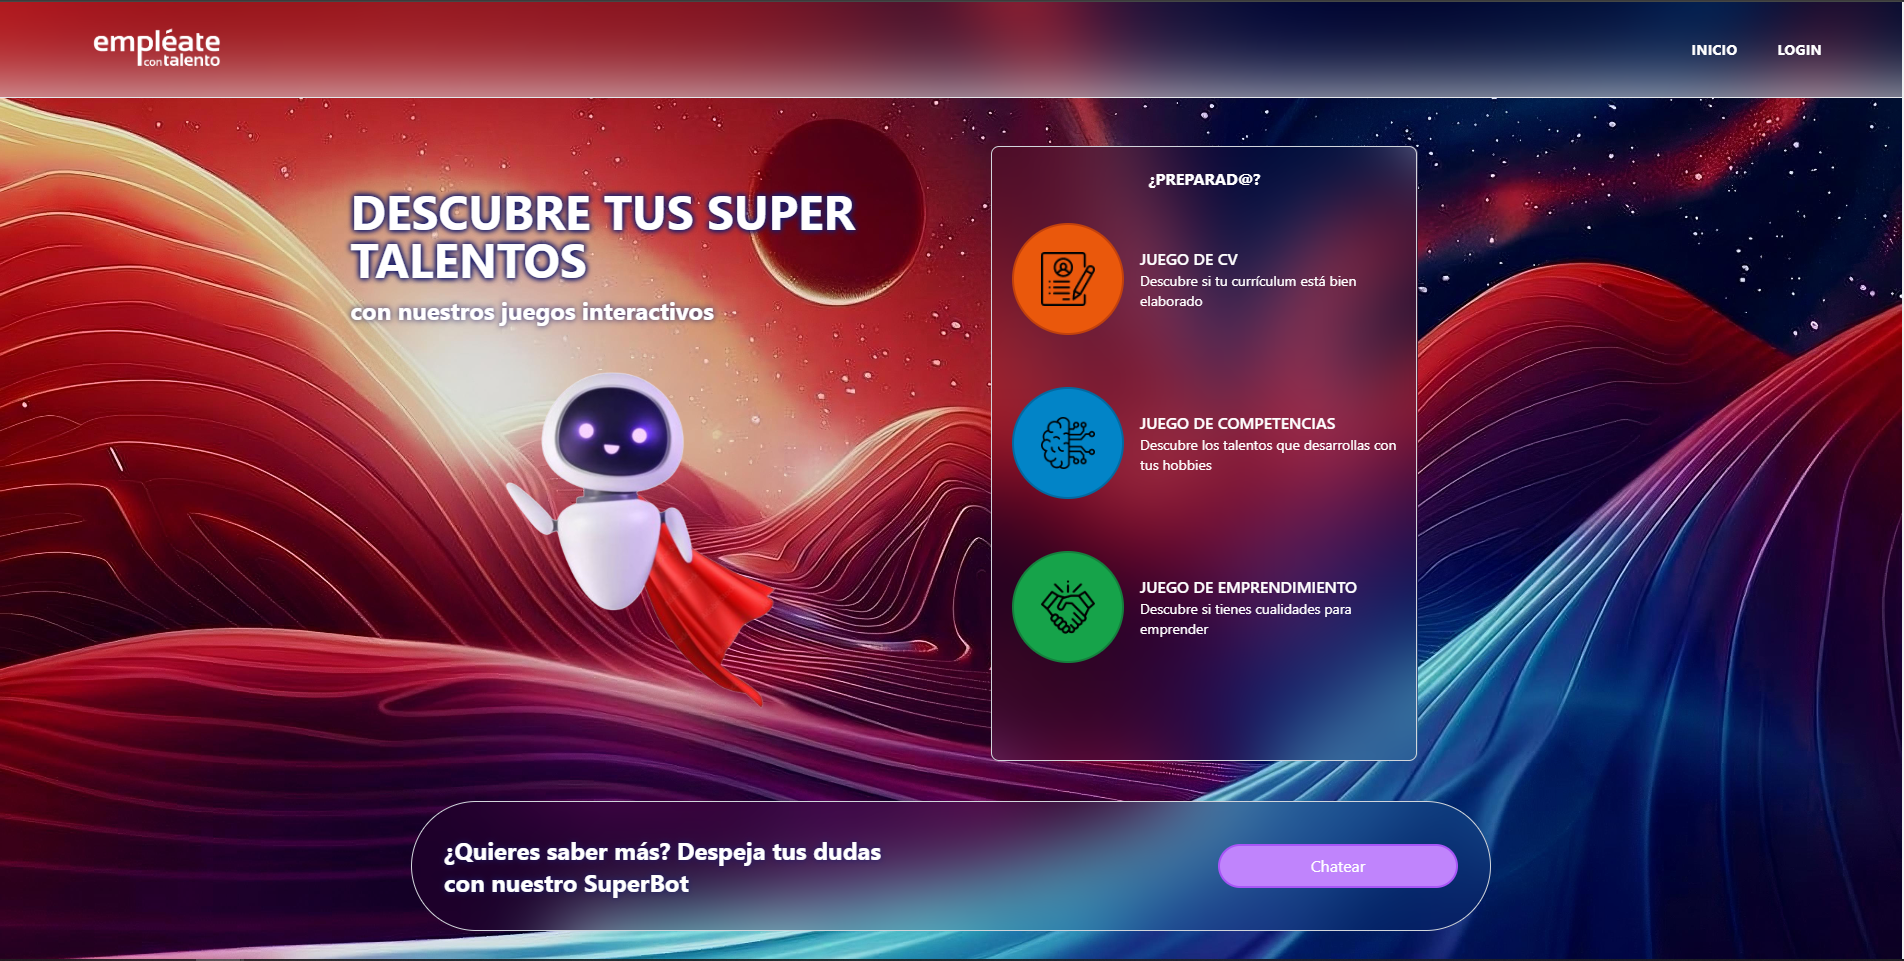 empléate
con talento
INICIO
LOGIN
DESCUBRE TUS SUPER
TALENTOS
con nuestros juegos interactivos
¿PREPARAD@?
JUEGO DE CV
Descubre si tu currículum está bien
elaborado
JUEGO DE COMPETENCIAS
Descubre los talentos que desarrollas con
tus hobbies
JUEGO DE EMPRENDIMIENTO
Descubre si tienes cualidades para
emprender
¿Quieres saber más? Despeja tus dudas
con nuestro SuperBot
Chatear